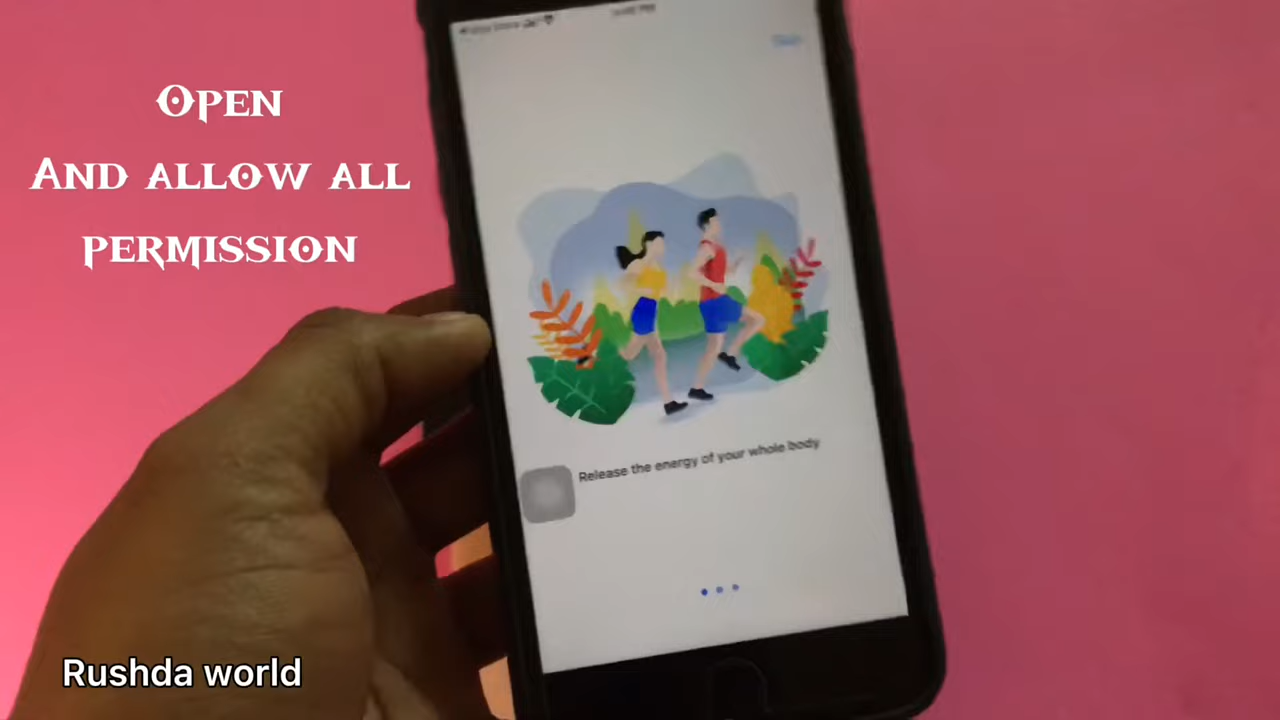 Open
And allow all
permission
Release the energy of your whole body
Rushda world